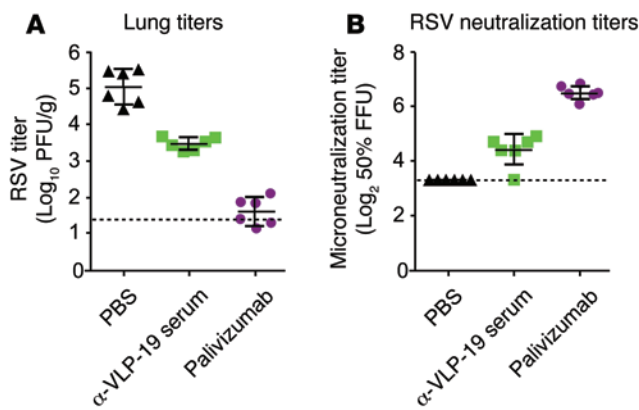 A
Lung titers
RSV titer
(Log10 PFU/g)
6
5
4
3
2
1
0
PBS
α-VLP-19 serum
Palivizumab
B
RSV neutralization titers
Microneutralization titer
(Log2 50% FFU)
8
6
4
2
0
PBS
α-VLP-19 serum
Palivizumab